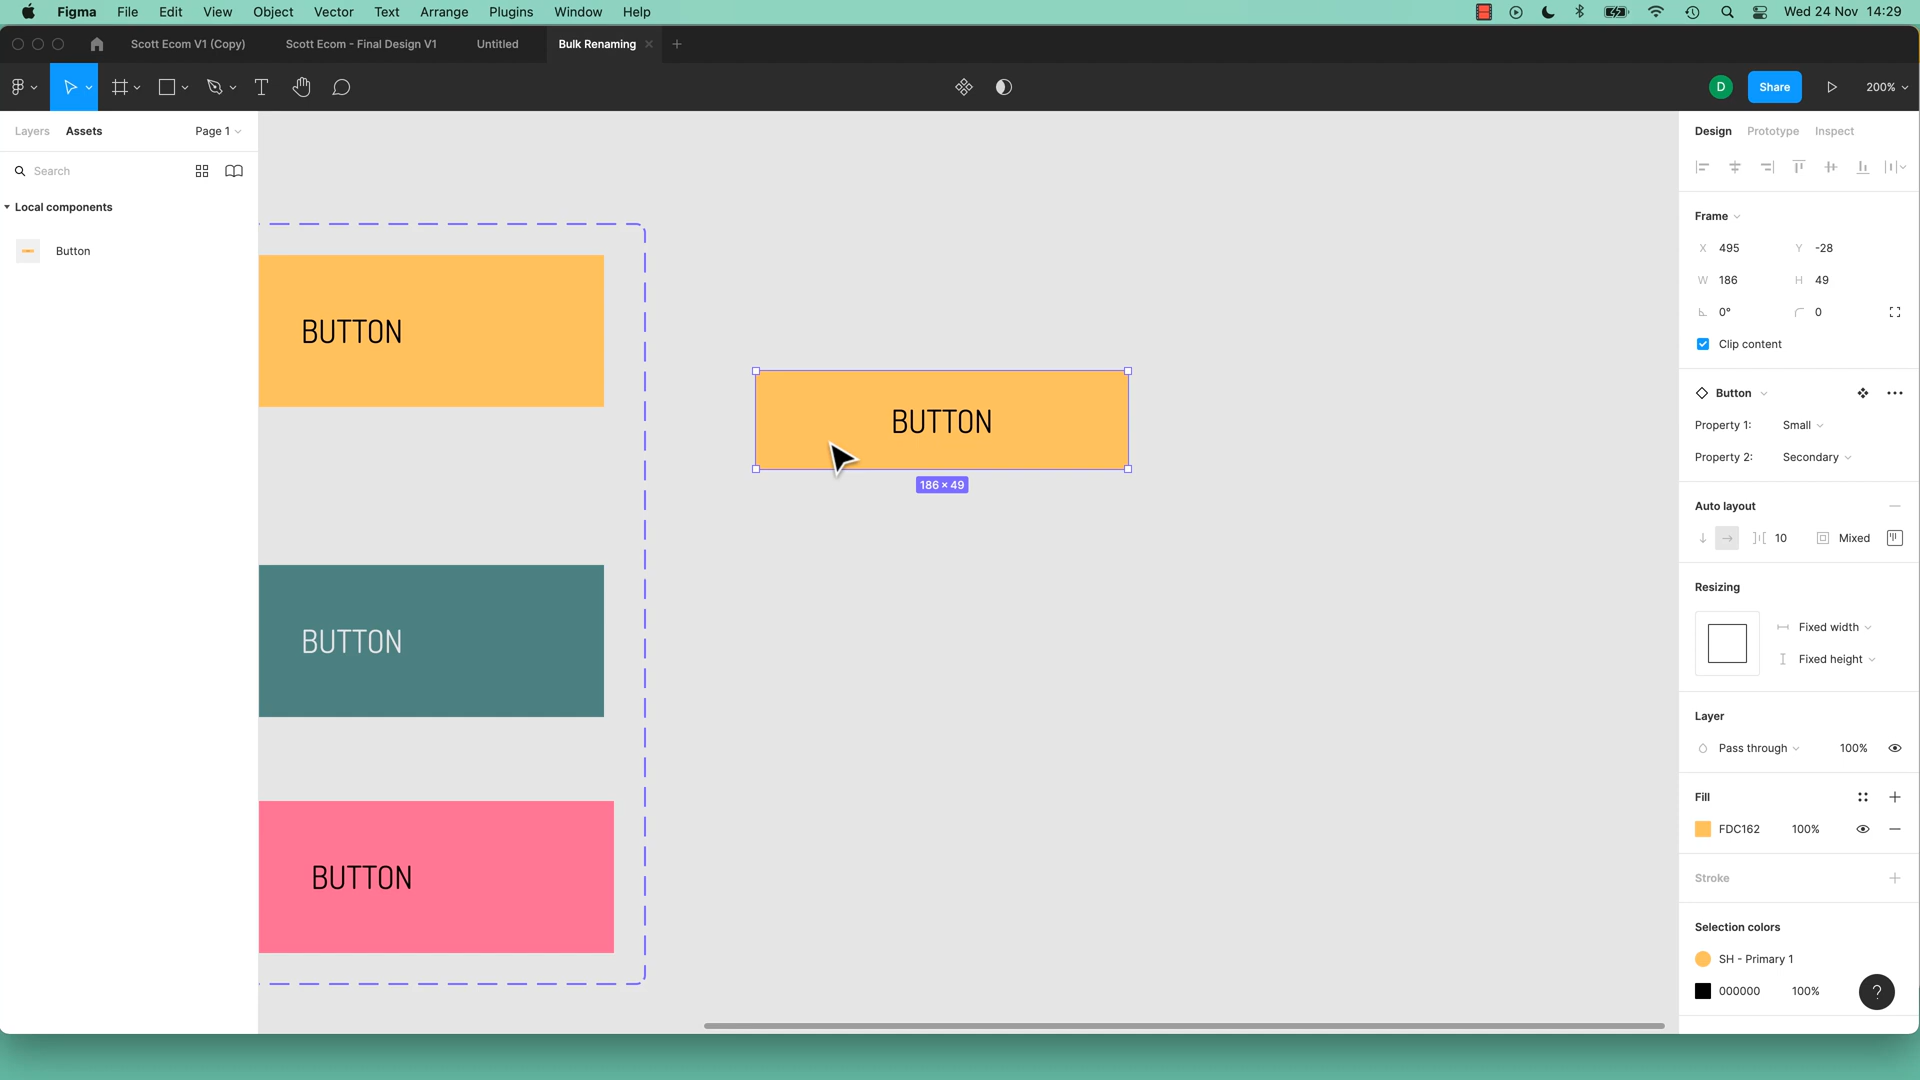 Figma File Edit View Object Vector Text Arrange Plugins Window Help Wed 24 Nov 14:29
Scott Ecom V1 (Copy) Scott Ecom - Final Design V1 Untitled Bulk Renaming
D Share 200%
Layers Assets Page 1
Design Prototype Inspect
Search
Local components
Button
BUTTON
BUTTON
BUTTON
BUTTON
186 × 49
Frame
X 495 Y -28
W 186 H 49
0° 0
Clip content
Button
Property 1: Small
Property 2: Secondary
Auto layout
10 Mixed
Resizing
Fixed width
Fixed height
Layer
Pass through 100%
Fill
FDC162 100%
Stroke
Selection colors
SH - Primary 1
000000 100%
?